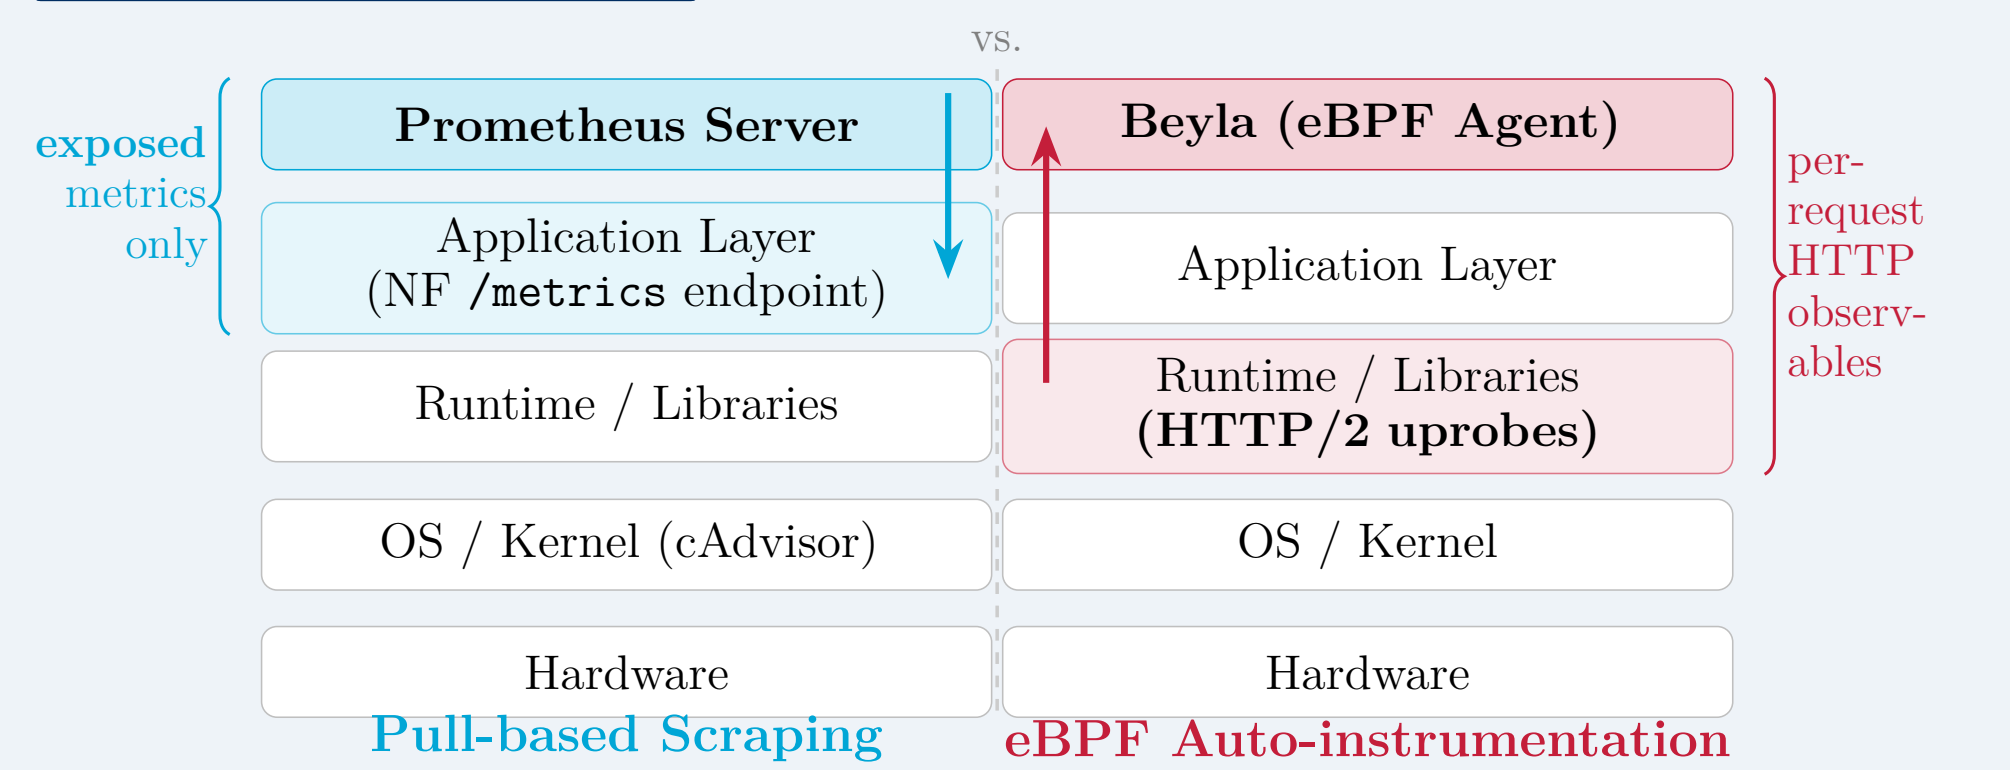 vs.
exposed
metrics
only
Prometheus Server
Application Layer
(NF /metrics endpoint)
Runtime / Libraries
OS / Kernel (cAdvisor)
Hardware
Pull-based Scraping
Beyla (eBPF Agent)
Application Layer
Runtime / Libraries
(HTTP/2 uprobes)
OS / Kernel
Hardware
eBPF Auto-instrumentation
per-
request
HTTP
observ-
ables